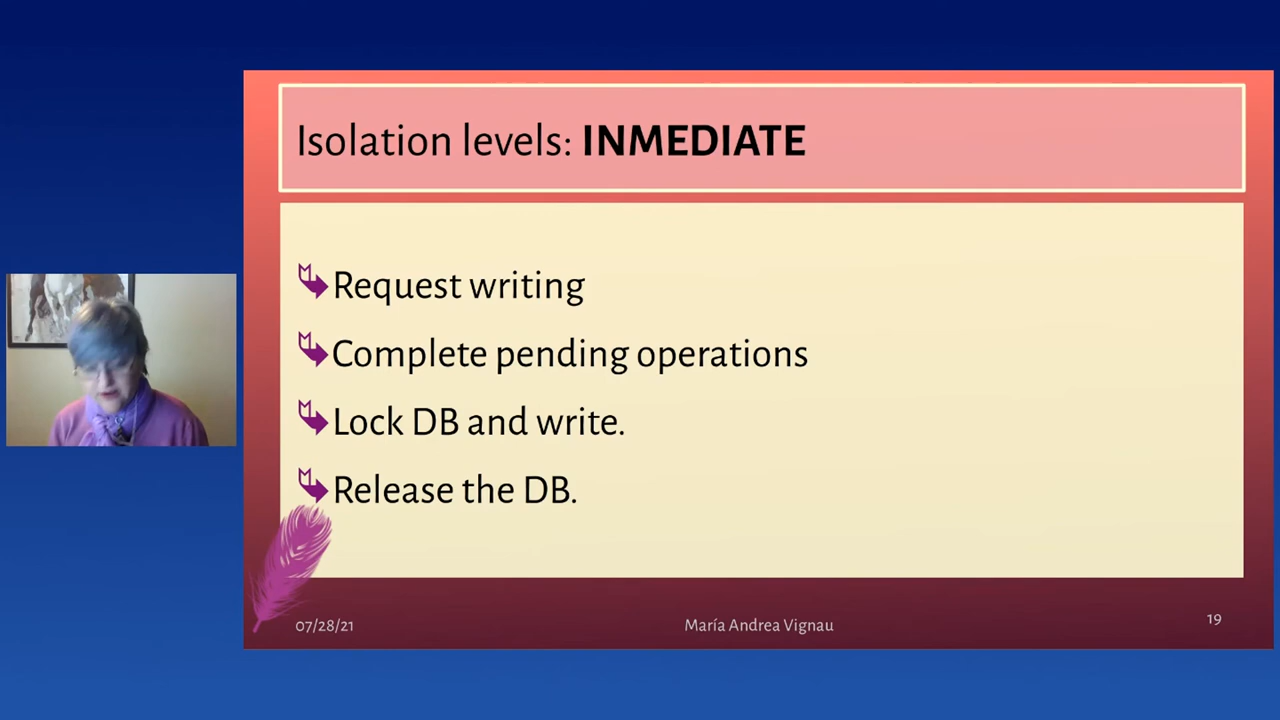 Isolation levels: INMEDIATE
Request writing
Complete pending operations
Lock DB and write.
Release the DB.
07/28/21
María Andrea Vignau
19